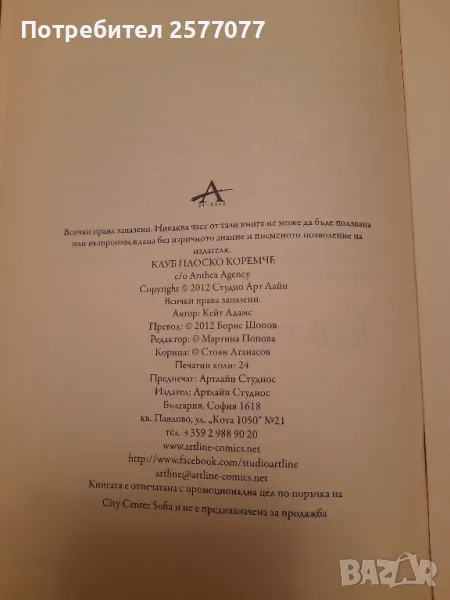 Потребител 2577077
A
Всички права запазени. Никаква част от тази книга не може да бъде ползвана
или възпроизвеждана без изричното знание и писменото позволение на
издателя.
КЛУБ ПЛОСКО КОРЕМЧЕ
c/o Anthea Agency
Copyright © 2012 Студио Арт Лайн
Всички права запазени.
Автор: Кейт Адамс
Превод: © 2012 Борис Шопов
Редактор: © Мартина Попова
Корица: © Стоян Атанасов
Печатни коли: 24
Предпечат: Артлайн Студиос
Издател: Артлайн Студиос
България, София 1618
кв. Павлово, ул. „Кота 1050" №21
тел. +359 2 988 90 20
www.artline-comics.net
http://www.facebook.com/studioartline
artline@artline-comics.net
Книгата е отпечатана с промоционална цел по поръчка на
City Center Sofia и не е предназначена за продажба
BAZAR